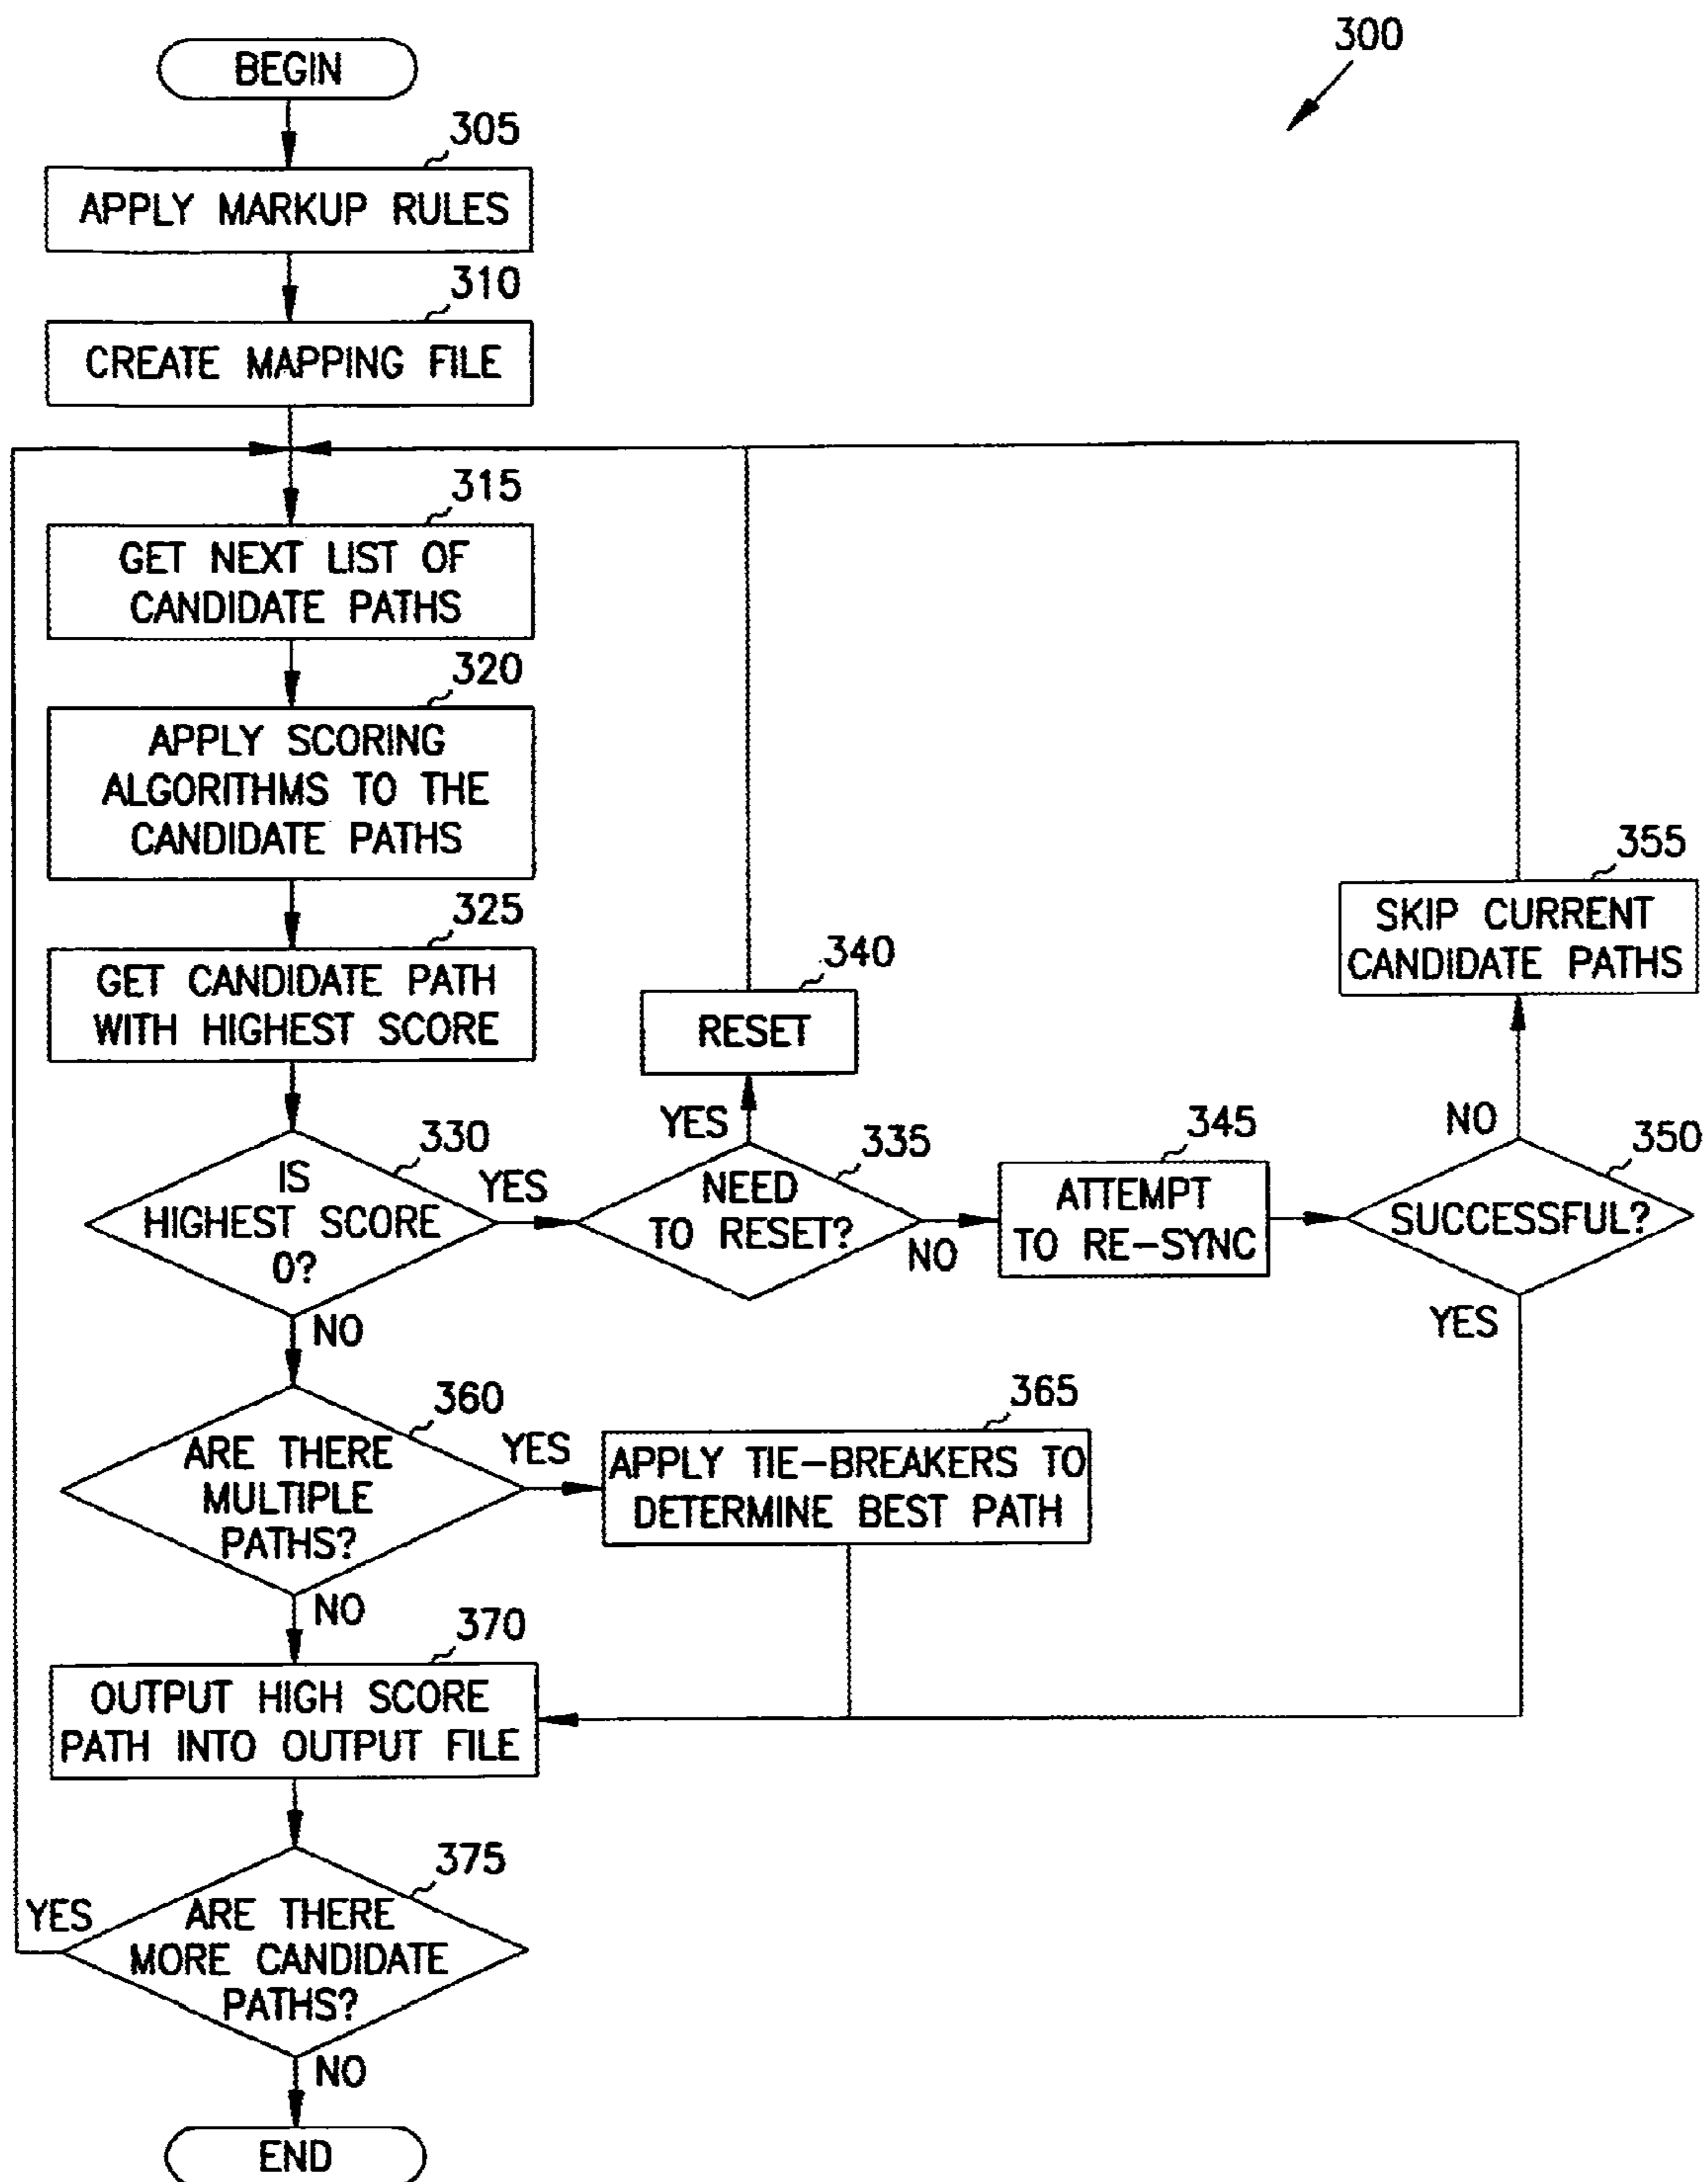 300
BEGIN
305
APPLY MARKUP RULES
310
CREATE MAPPING FILE
315
GET NEXT LIST OF
CANDIDATE PATHS
320
APPLY SCORING
ALGORITHMS TO THE
CANDIDATE PATHS
325
GET CANDIDATE PATH
WITH HIGHEST SCORE
330
IS
HIGHEST SCORE
0?
YES
NO
335
NEED
TO RESET?
YES
NO
340
RESET
345
ATTEMPT
TO RE-SYNC
350
SUCCESSFUL?
NO
YES
355
SKIP CURRENT
CANDIDATE PATHS
360
ARE THERE
MULTIPLE
PATHS?
YES
NO
365
APPLY TIE-BREAKERS TO
DETERMINE BEST PATH
370
OUTPUT HIGH SCORE
PATH INTO OUTPUT FILE
375
ARE THERE
MORE CANDIDATE
PATHS?
YES
NO
END